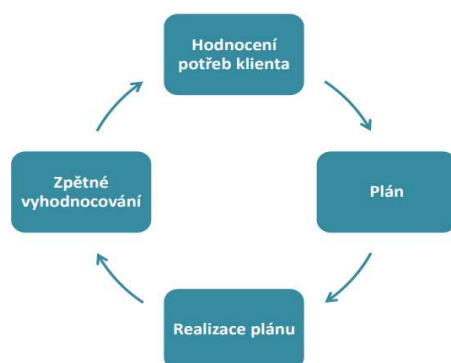 Hodnocení
potřeb klienta
Plán
Realizace plánu
Zpětné
vyhodnocování